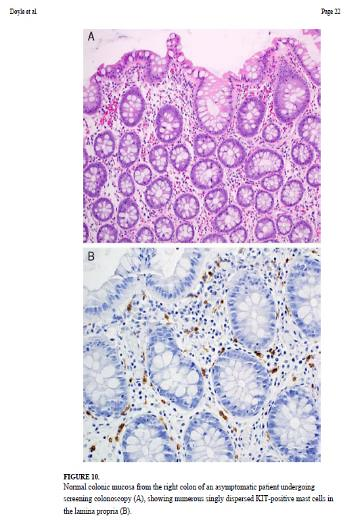 Doyle et al.
Page 22
A
B
FIGURE 10.
Normal colonic mucosa from the right colon of an asymptomatic patient undergoing
screening colonoscopy (A), showing numerous singly dispersed KIT-positive mast cells in
the lamina propria (B).